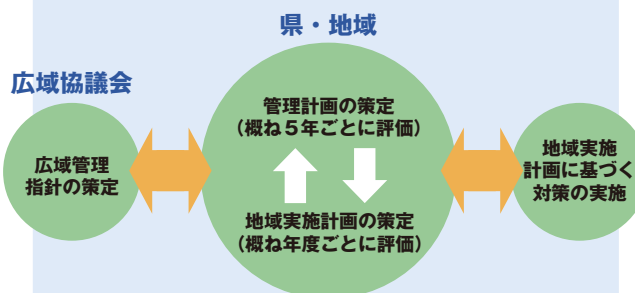 県・地域
広域協議会
広域管理
指針の策定
管理計画の策定
（概ね５年ごとに評価）
地域実施計画の策定
（概ね年度ごとに評価）
地域実施
計画に基づく
対策の実施